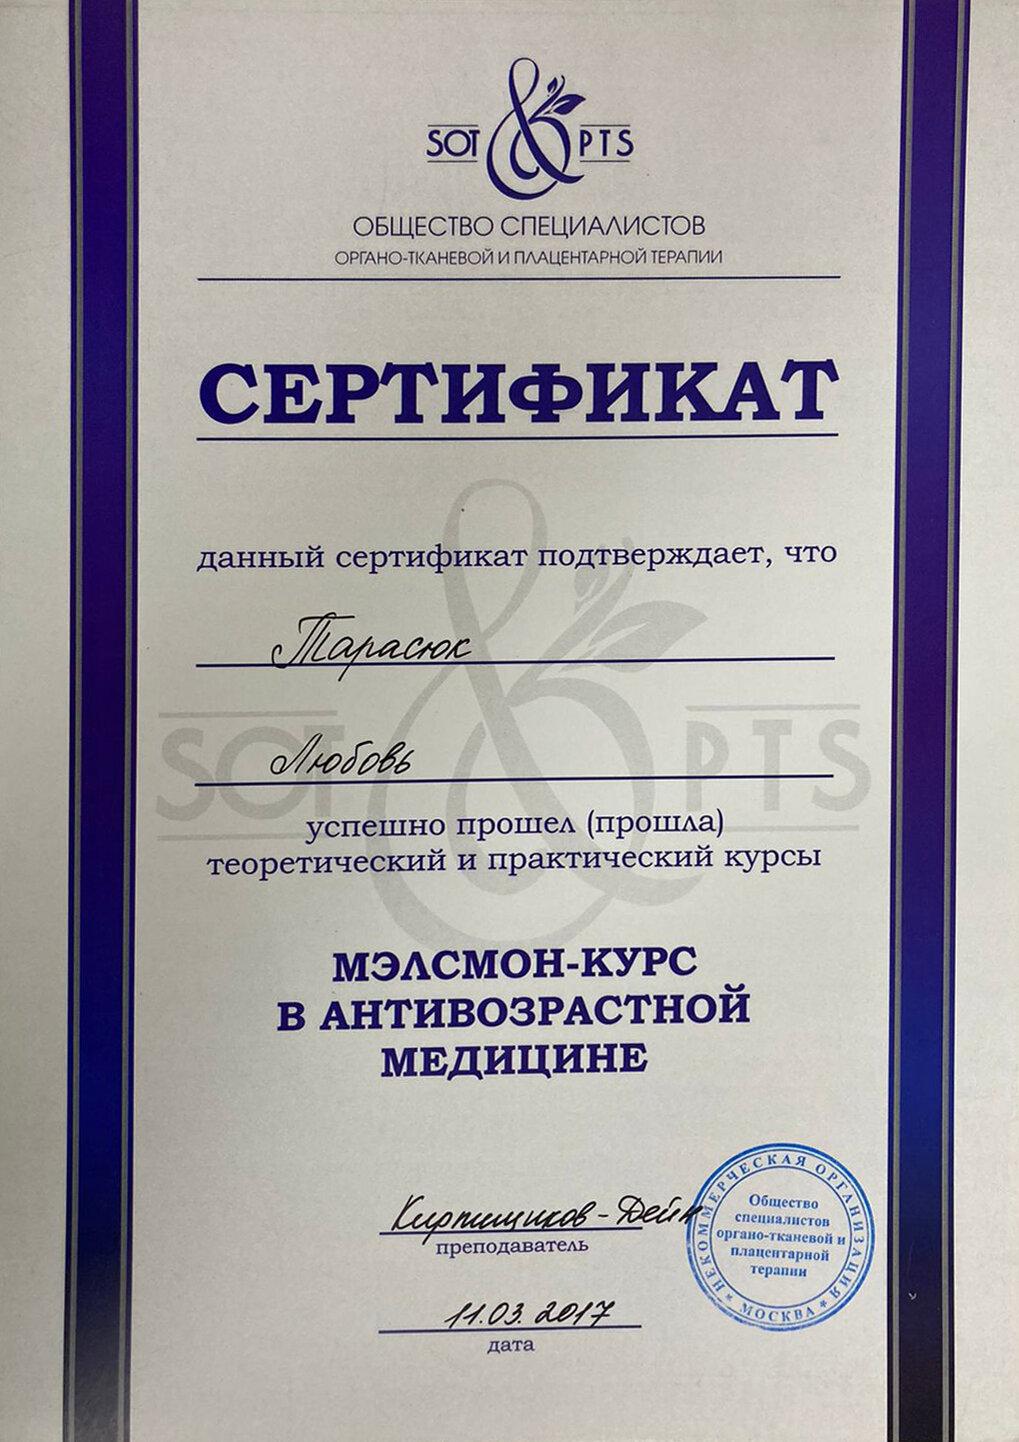 SOT & PTS
ОБЩЕСТВО СПЕЦИАЛИСТОВ
ОРГАНО-ТКАНЕВОЙ И ПЛАЦЕНТАРНОЙ ТЕРАПИИ
СЕРТИФИКАТ
данный сертификат подтверждает, что
Тарасюк
SOT & PTS
Любовь
успешно прошел (прошла)
теоретический и практический курсы
МЭЛСМОН-КУРС
В АНТИВОЗРАСТНОЙ
МЕДИЦИНЕ
Кирпищиков-Дейн
преподаватель
11.03.2017
дата
НЕКОММЕРЧЕСКАЯ ОРГАНИЗАЦИЯ
Общество
специалистов
органо-тканевой и
плацентарной
терапии
* МОСКВА *